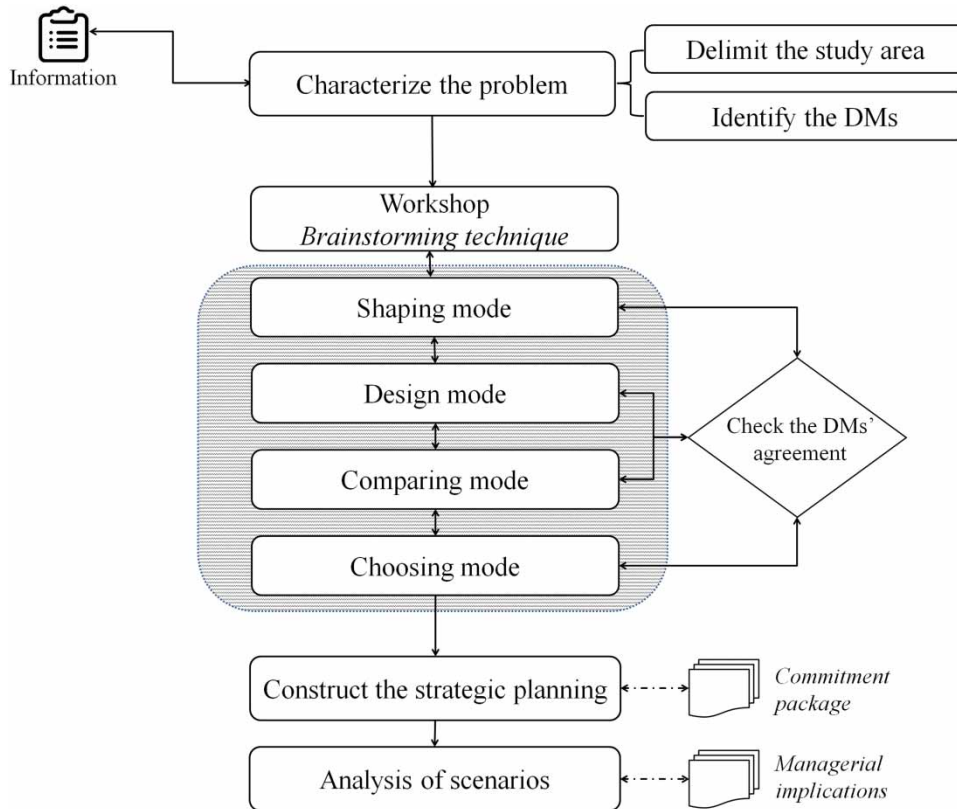 Information
Characterize the problem
Delimit the study area
Identify the DMs
Workshop
Brainstorming technique
Shaping mode
Design mode
Comparing mode
Choosing mode
Check the DMs’
agreement
Construct the strategic planning
Commitment
package
Analysis of scenarios
Managerial
implications